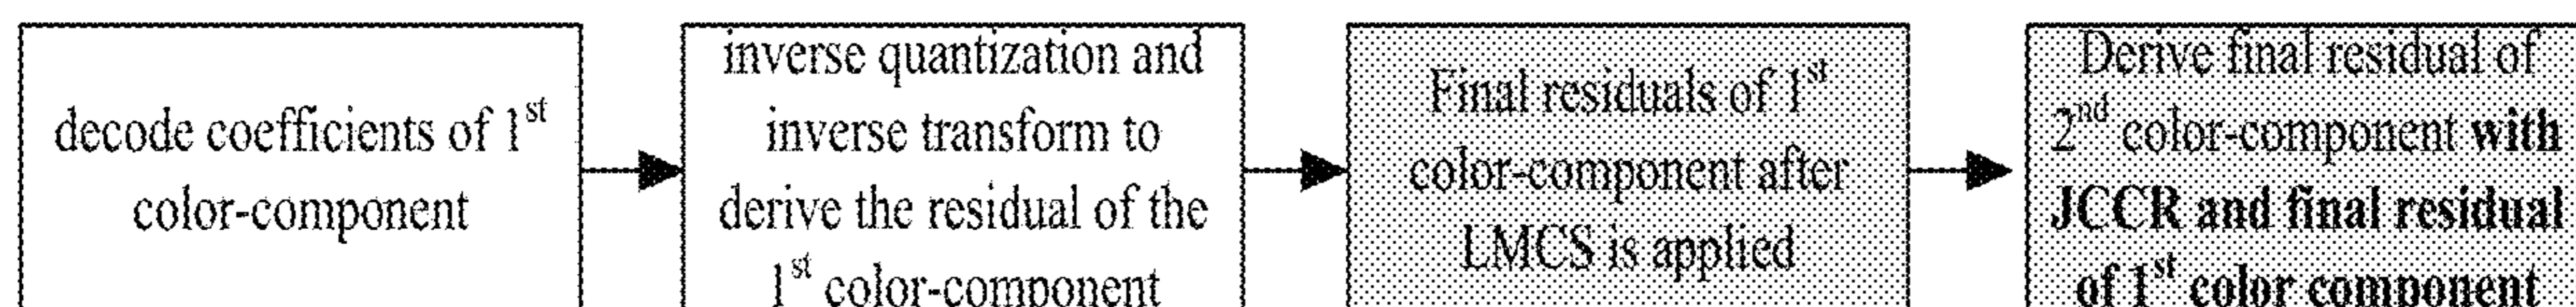 decode coefficients of 1st
color-component
inverse quantization and
inverse transform to
derive the residual of the
1st color-component
Final residuals of 1st
color-component after
LMCS is applied
Derive final residual of
2nd color-component with
JCCR and final residual
of 1st color component